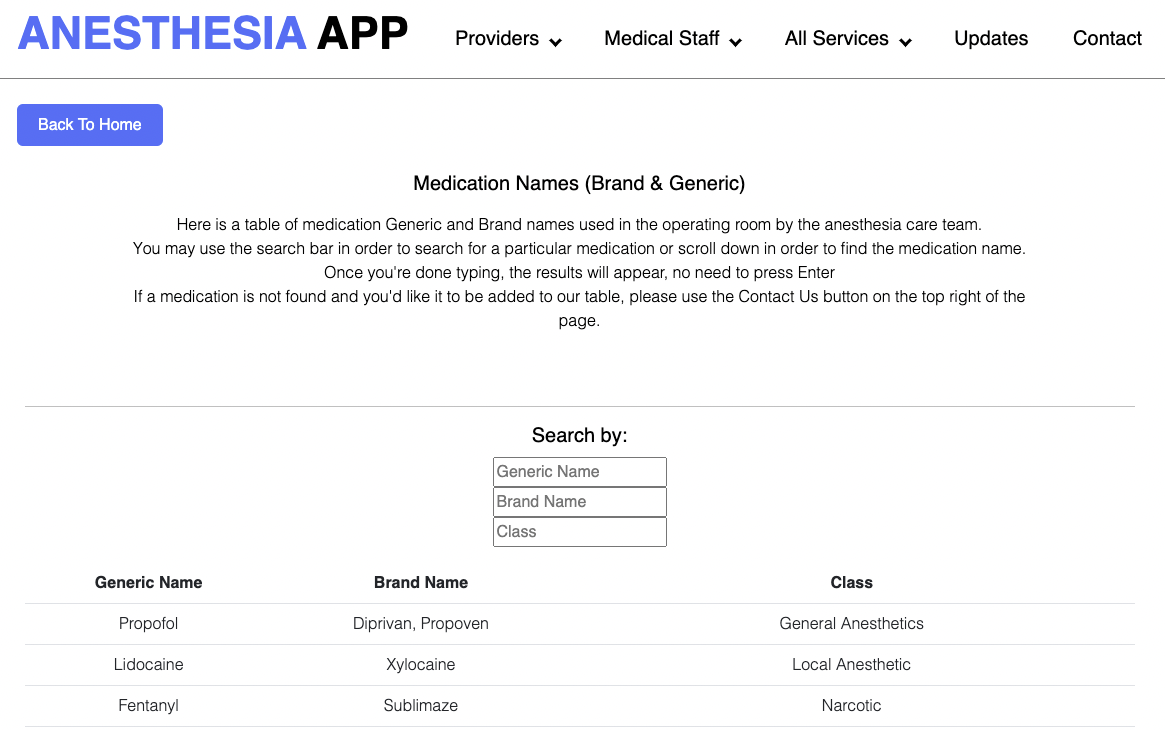 ANESTHESIA APP Providers Medical Staff All Services Updates Contact
Back To Home
Medication Names (Brand & Generic)
Here is a table of medication Generic and Brand names used in the operating room by the anesthesia care team.
You may use the search bar in order to search for a particular medication or scroll down in order to find the medication name.
Once you're done typing, the results will appear, no need to press Enter
If a medication is not found and you'd like it to be added to our table, please use the Contact Us button on the top right of the
page.
Search by:
Generic Name
Brand Name
Class
Generic Name Brand Name Class
Propofol Diprivan, Propoven General Anesthetics
Lidocaine Xylocaine Local Anesthetic
Fentanyl Sublimaze Narcotic